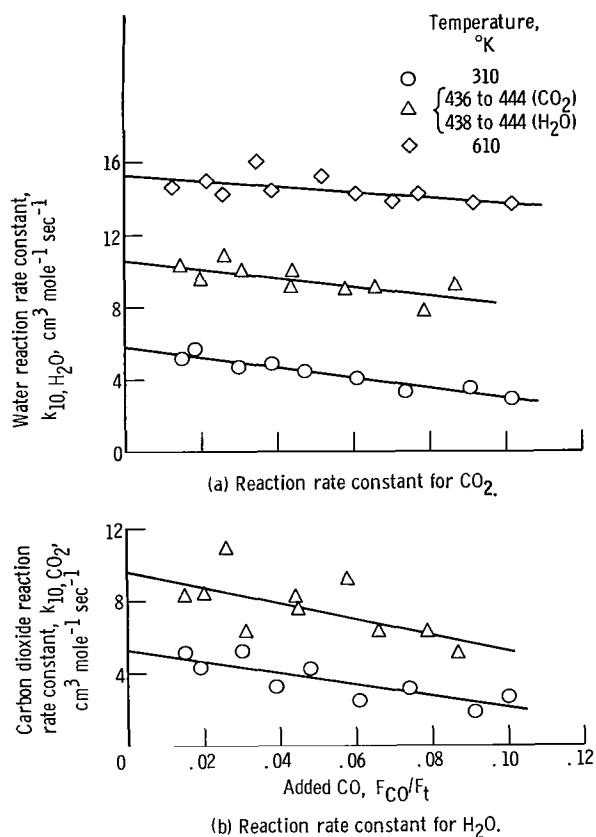 Temperature,
°K
310
436 to 444 (CO₂)
438 to 444 (H₂O)
610
Water reaction rate constant,
k₁₀, H₂O, cm³ mole⁻¹ sec⁻¹
16
12
8
4
0
(a) Reaction rate constant for CO₂.
Carbon dioxide reaction
rate constant, k₁₀, CO₂,
cm³ mole⁻¹ sec⁻¹
12
8
4
0 .02 .04 .06 .08 .10 .12
Added CO, F_CO/F_t
(b) Reaction rate constant for H₂O.